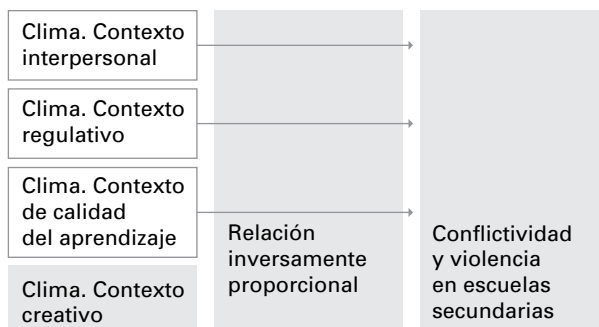 Clima. Contexto
interpersonal
Clima. Contexto
regulativo
Clima. Contexto
de calidad
del aprendizaje
Clima. Contexto
creativo
Relación
inversamente
proporcional
Conflictividad
y violencia
en escuelas
secundarias